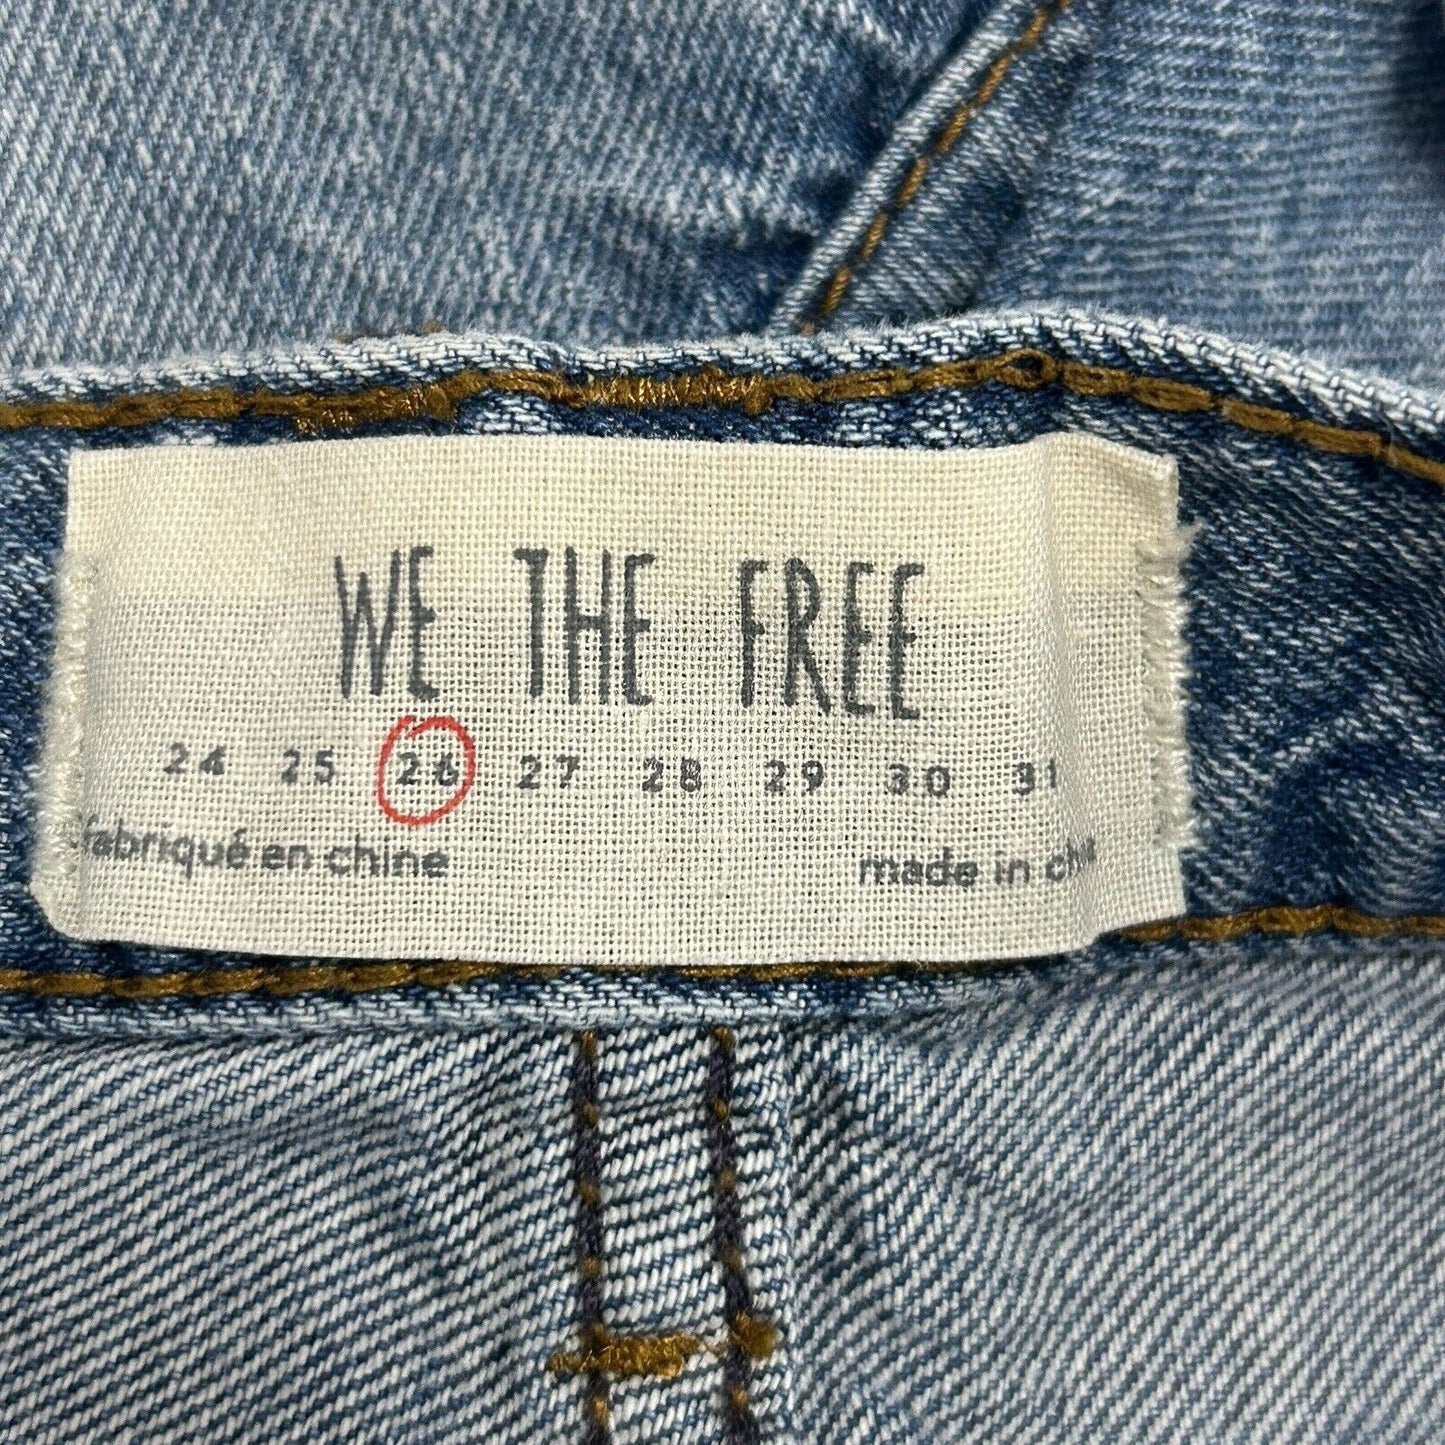 WE THE FREE
24 25 26 27 28 29 30 31
fabriqué en chine made in